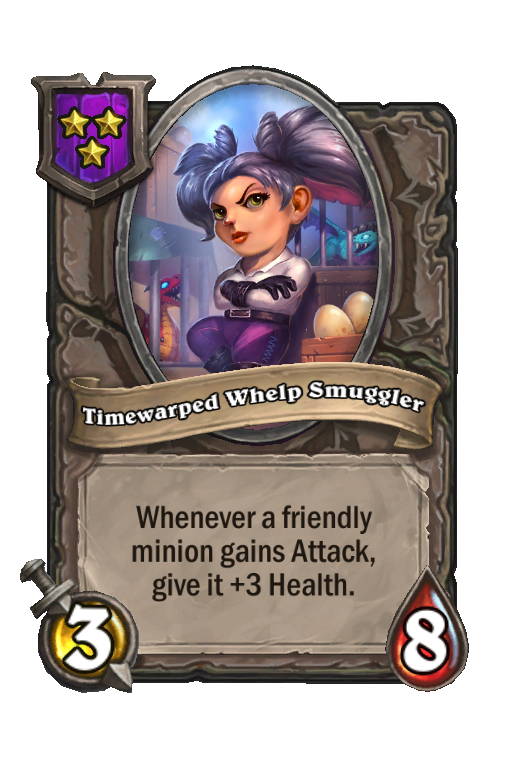 Timewarped Whelp Smuggler
Whenever a friendly
minion gains Attack,
give it +3 Health.
3
8